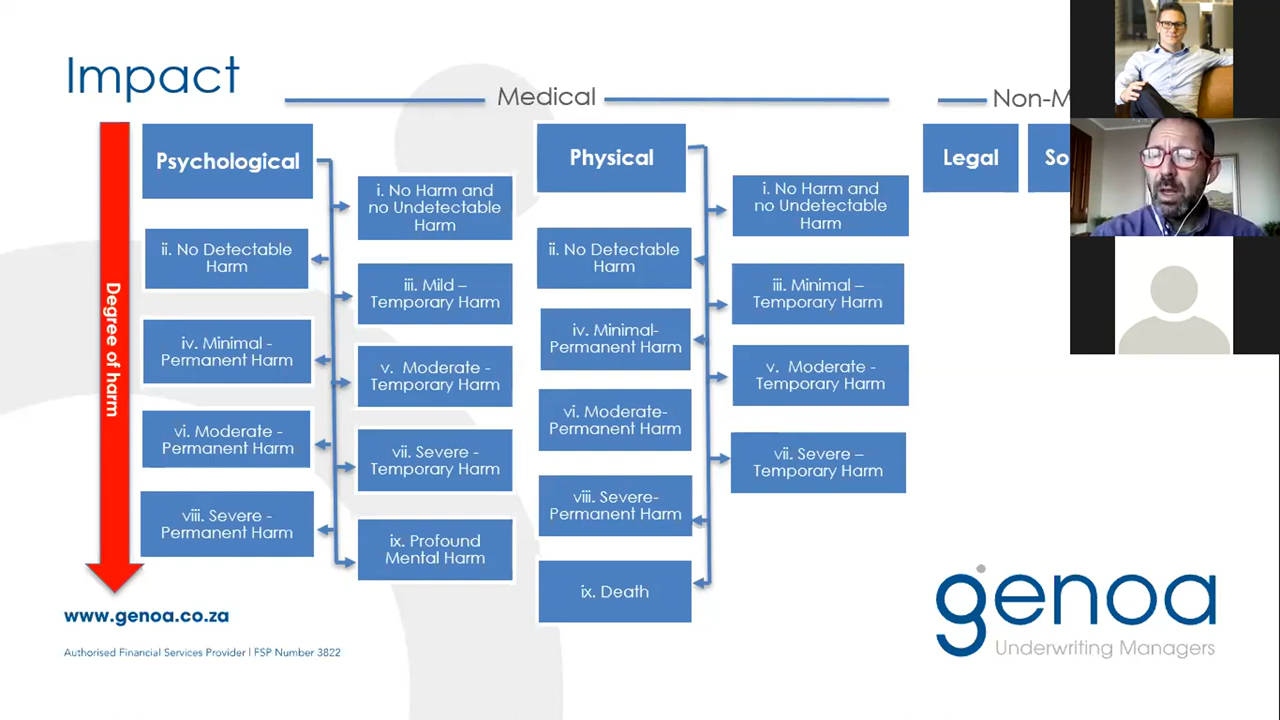 Impact
Medical
Non-M
Degree of harm
Psychological
i. No Harm and
no Undetectable
Harm
ii. No Detectable
Harm
iii. Mild –
Temporary Harm
iv. Minimal -
Permanent Harm
v. Moderate -
Temporary Harm
vi. Moderate -
Permanent Harm
vii. Severe -
Temporary Harm
viii. Severe -
Permanent Harm
ix. Profound
Mental Harm
Physical
i. No Harm and
no Undetectable
Harm
ii. No Detectable
Harm
iii. Minimal –
Temporary Harm
iv. Minimal-
Permanent Harm
v. Moderate -
Temporary Harm
vi. Moderate-
Permanent Harm
vii. Severe –
Temporary Harm
viii. Severe-
Permanent Harm
ix. Death
Legal
So
www.genoa.co.za
Authorised Financial Services Provider | FSP Number 3822
genoa
Underwriting Managers